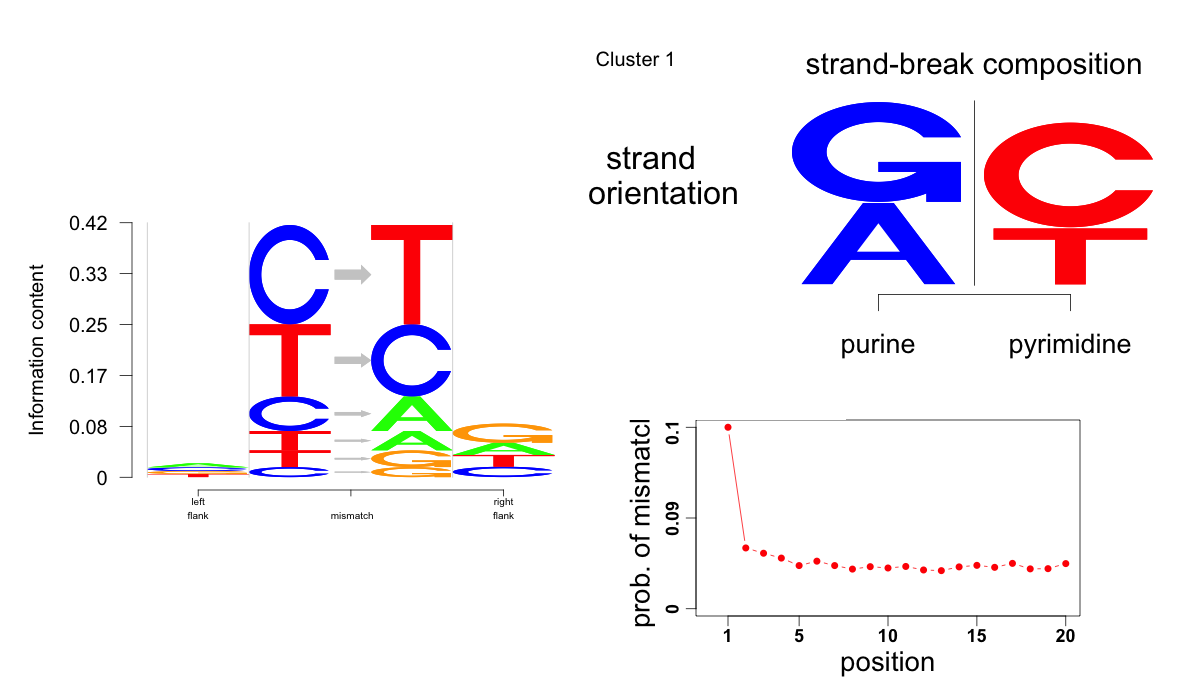 Cluster 1
strand-break composition
strand
orientation
G C
A T
purine pyrimidine
Information content
0.42
0.33
0.25
0.17
0.08
0
C T
T C
C A
T A
T G
C G
G
A
T
C
left
flank
mismatch
right
flank
prob. of mismatcl
0.1
0.09
0
1 5 10 15 20
position